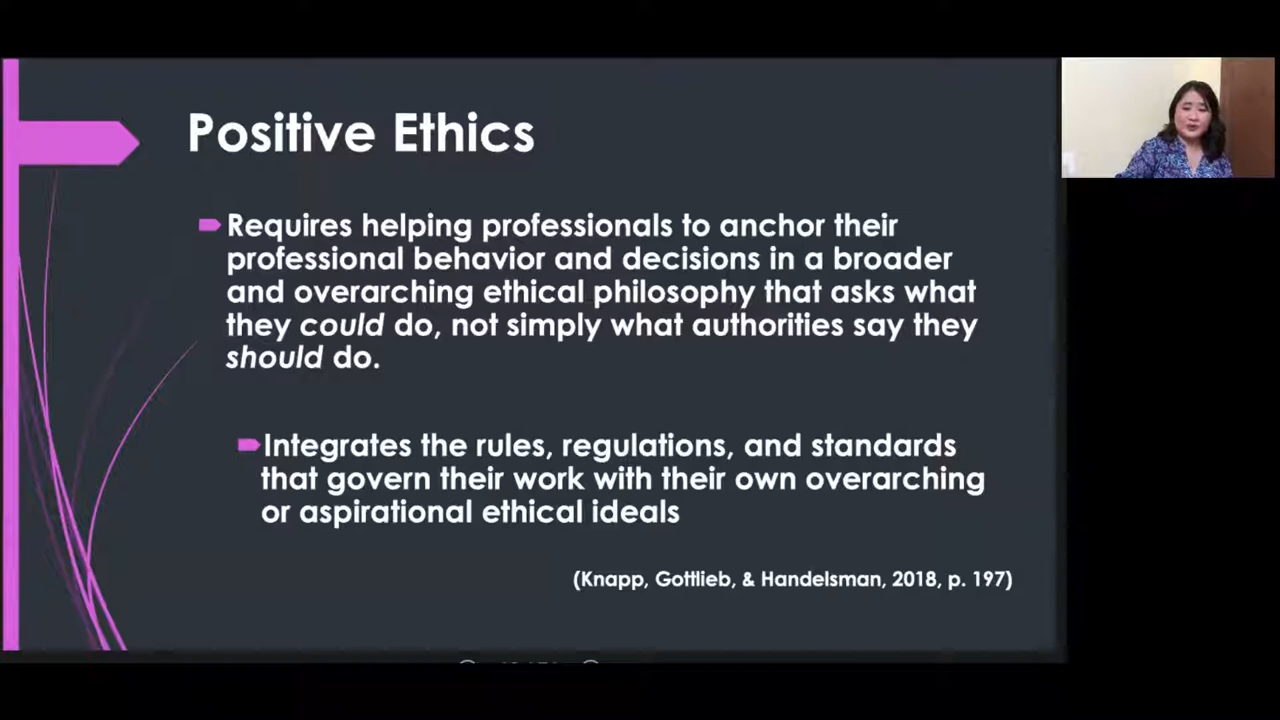 Positive Ethics
Requires helping professionals to anchor their
professional behavior and decisions in a broader
and overarching ethical philosophy that asks what
they could do, not simply what authorities say they
should do.
Integrates the rules, regulations, and standards
that govern their work with their own overarching
or aspirational ethical ideals
(Knapp, Gottlieb, & Handelsman, 2018, p. 197)